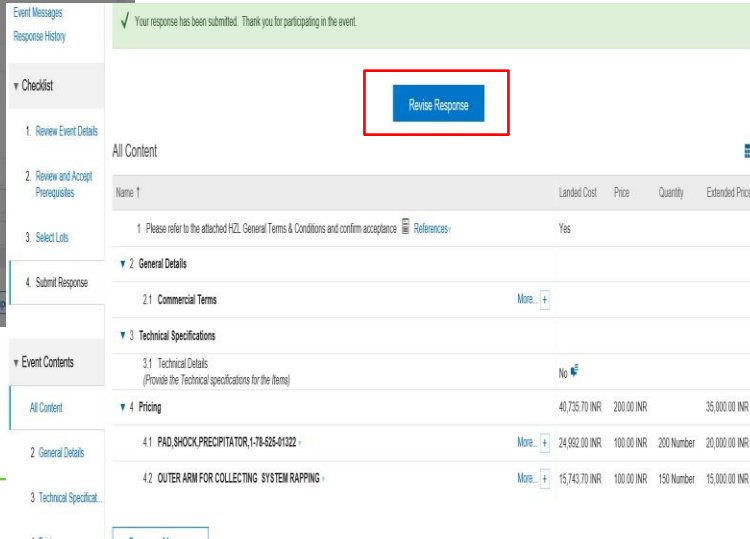 Event Messages
Response History
▼ Checklist
1. Review Event Details
2. Review and Accept
Prerequisites
3. Select Lots
4. Submit Response
▼ Event Contents
All Content
2 General Details
3 Technical Specificat...
Your response has been submitted. Thank you for participating in the event.
Revise Response
All Content
Name ↑ Landed Cost Price Quantity Extended Price
1 Please refer to the attached HZL General Terms & Conditions and confirm acceptance References Yes
▼ 2 General Details
2.1 Commercial Terms More... +
▼ 3 Technical Specifications
3.1 Technical Details
(Provide the Technical specifications for the Items) No
▼ 4 Pricing 40,735.70 INR 200.00 INR 35,000.00 INR
4.1 PAD,SHOCK,PRECIPITATOR,1-78-525-01322 More... + 24,992.00 INR 100.00 INR 200 Number 20,000.00 INR
4.2 OUTER ARM FOR COLLECTING SYSTEM RAPPING More... + 15,743.70 INR 100.00 INR 150 Number 15,000.00 INR